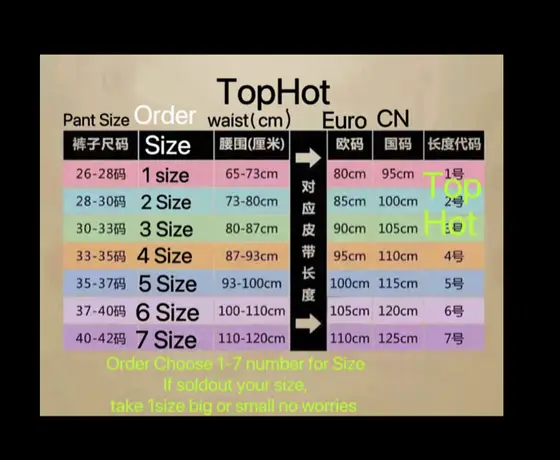 TopHot
Pant Size Order waist(cm) Euro CN
裤子尺码 Size 腰围(厘米) 欧码 国码 长度代码
26-28码 1 size 65-73cm 80cm 95cm 1号
28-30码 2 Size 73-80cm 85cm 100cm 2号
30-33码 3 Size 80-87cm 90cm 105cm 3号
33-35码 4 Size 87-93cm 95cm 110cm 4号
35-37码 5 Size 93-100cm 100cm 115cm 5号
37-40码 6 Size 100-110cm 105cm 120cm 6号
40-42码 7 Size 110-120cm 110cm 125cm 7号
对应皮带长度
Top
Hot
Order Choose 1-7 number for Size
If soldout your size,
take 1size big or small no worries